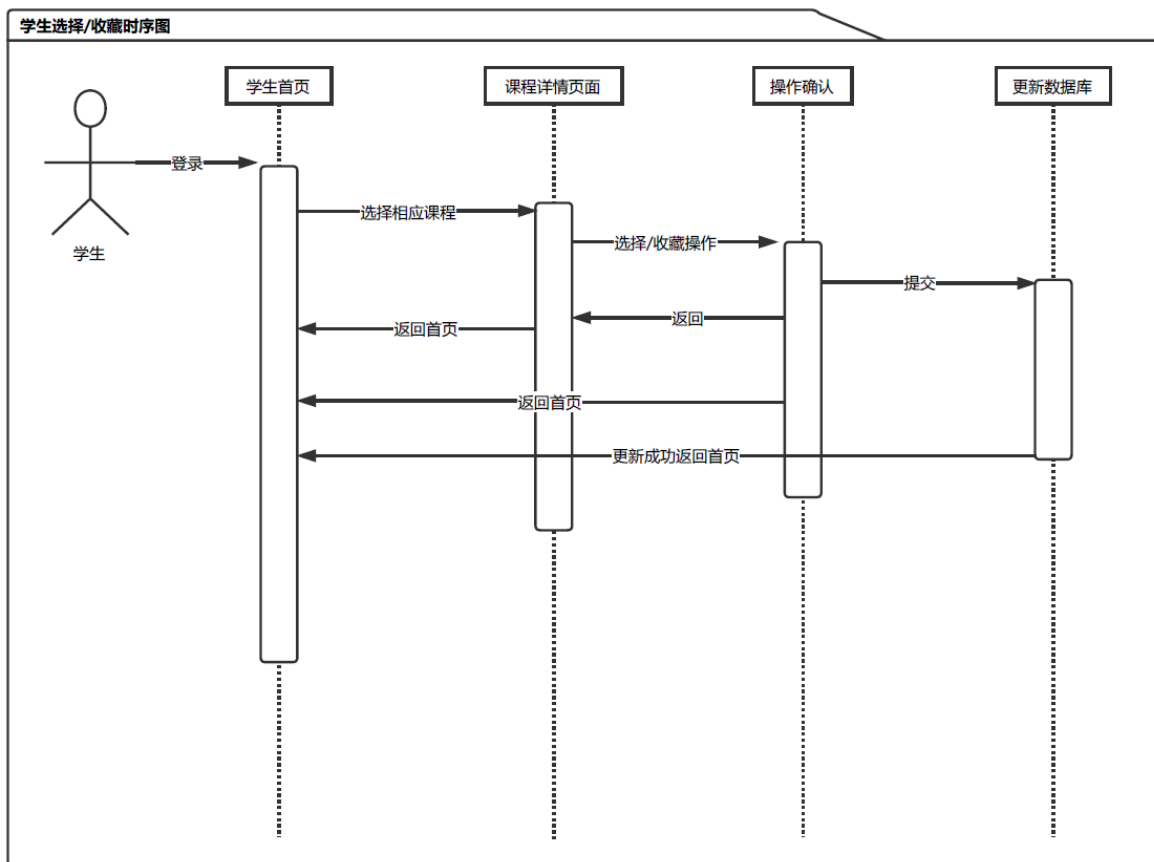 学生选择/收藏时序图
学生首页
课程详情页面
操作确认
更新数据库
登录
选择相应课程
选择/收藏操作
学生
提交
返回
返回首页
返回首页
更新成功返回首页